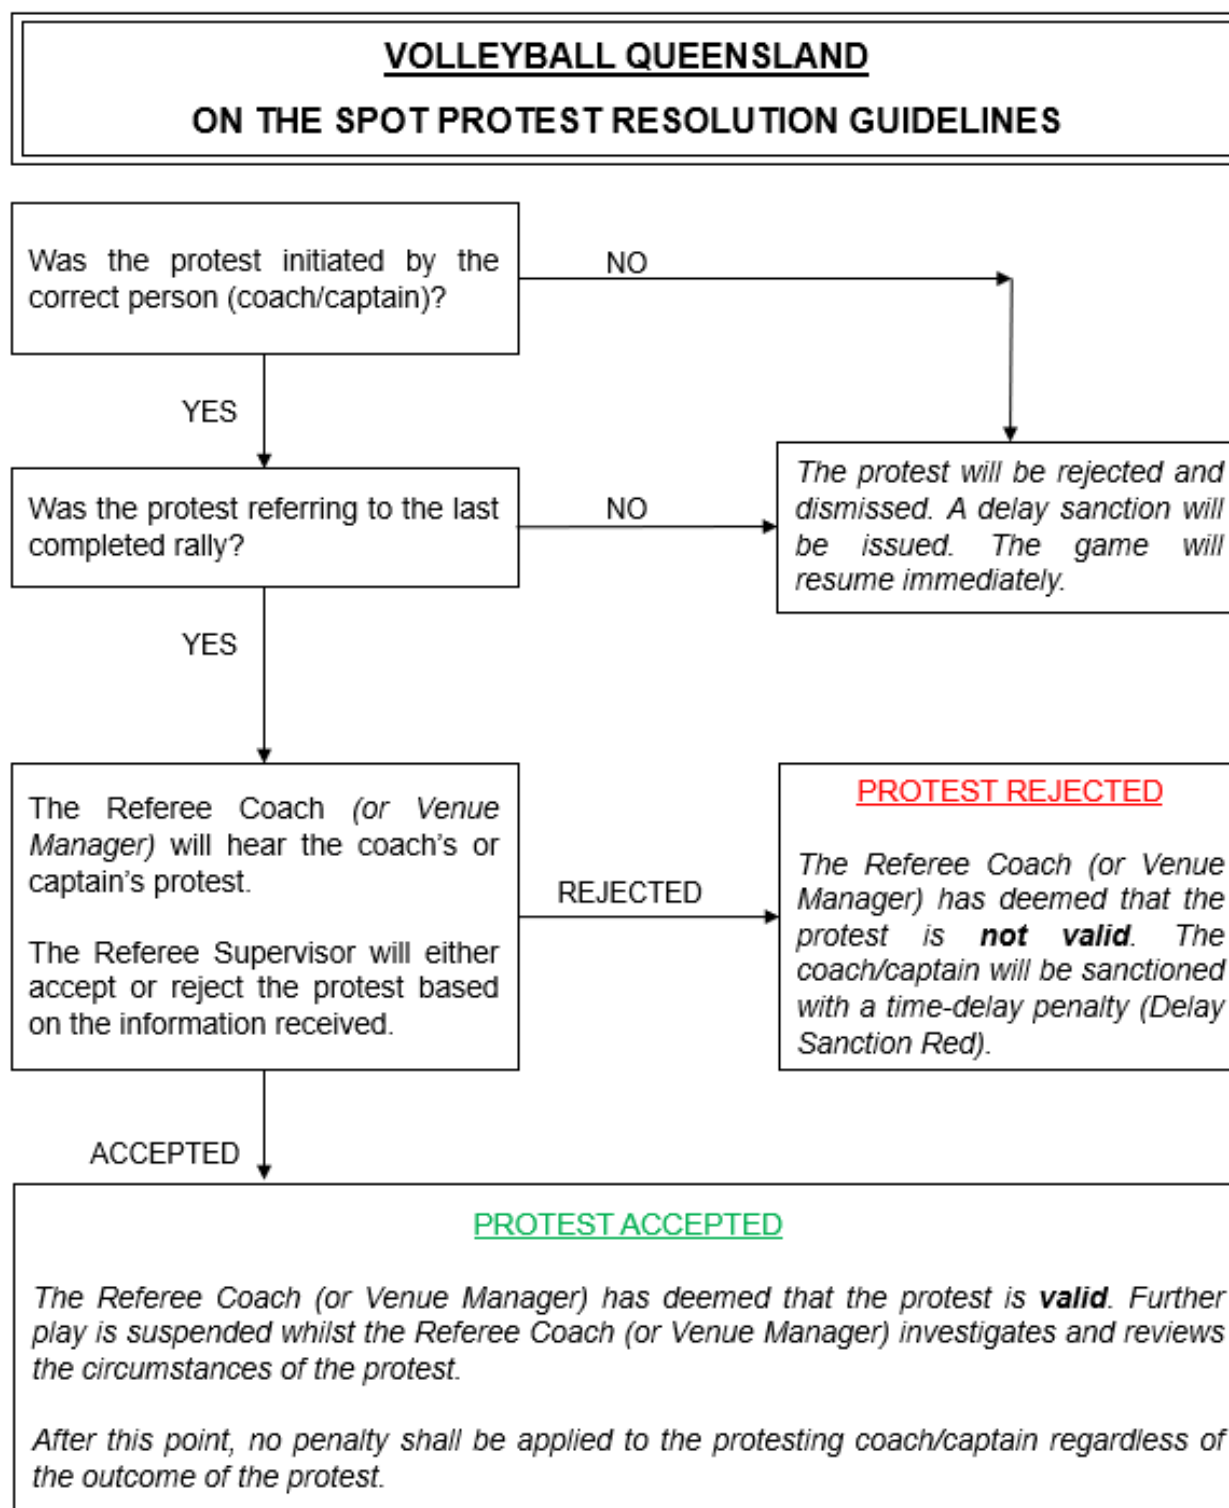 VOLLEYBALL QUEENSLAND
ON THE SPOT PROTEST RESOLUTION GUIDELINES
Was the protest initiated by the
correct person (coach/captain)?
NO
YES
Was the protest referring to the last
completed rally?
NO
The protest will be rejected and
dismissed. A delay sanction will
be issued. The game will
resume immediately.
YES
The Referee Coach (or Venue
Manager) will hear the coach's or
captain's protest.
The Referee Supervisor will either
accept or reject the protest based
on the information received.
REJECTED
PROTEST REJECTED
The Referee Coach (or Venue
Manager) has deemed that the
protest is not valid. The
coach/captain will be sanctioned
with a time-delay penalty (Delay
Sanction Red).
ACCEPTED
PROTEST ACCEPTED
The Referee Coach (or Venue Manager) has deemed that the protest is valid. Further
play is suspended whilst the Referee Coach (or Venue Manager) investigates and reviews
the circumstances of the protest.
After this point, no penalty shall be applied to the protesting coach/captain regardless of
the outcome of the protest.